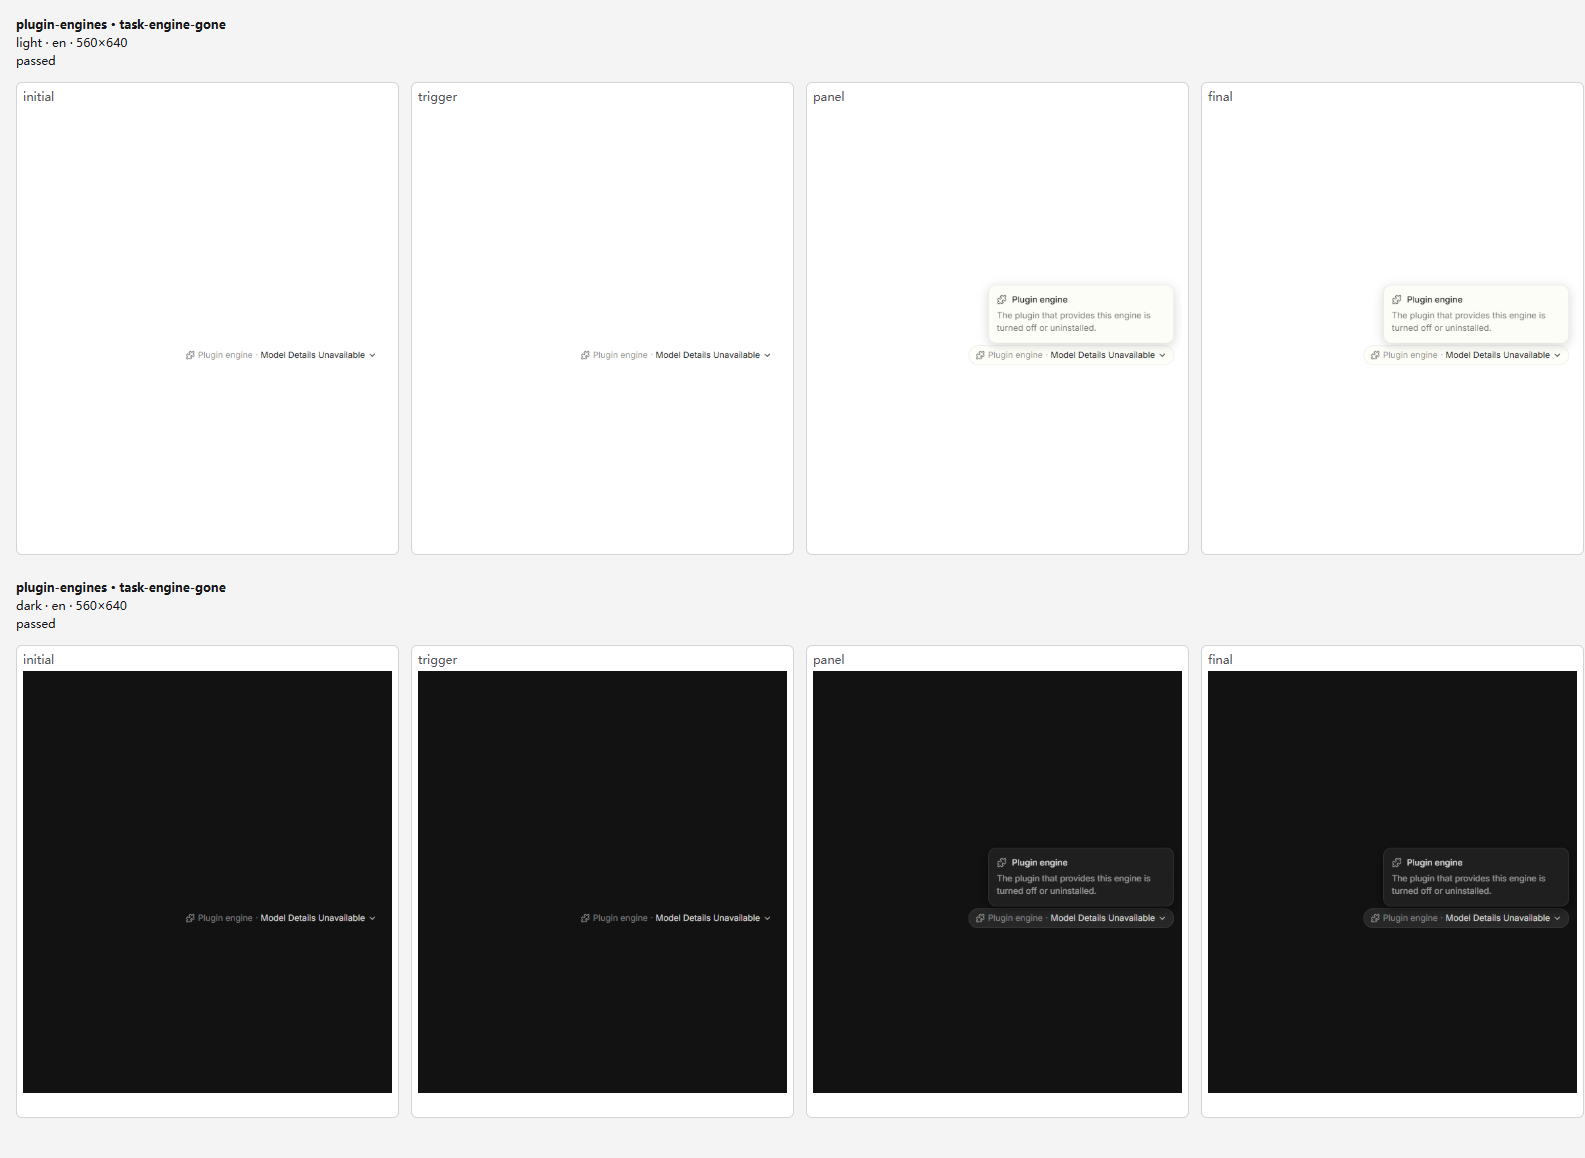 plugin-engines • task-engine-gone
light · en · 560×640
passed
initial
trigger
panel
final
Plugin engine · Model Details Unavailable
Plugin engine · Model Details Unavailable
Plugin engine
The plugin that provides this engine is
turned off or uninstalled.
Plugin engine · Model Details Unavailable
Plugin engine
The plugin that provides this engine is
turned off or uninstalled.
Plugin engine · Model Details Unavailable
plugin-engines • task-engine-gone
dark · en · 560×640
passed
initial
trigger
panel
final
Plugin engine · Model Details Unavailable
Plugin engine · Model Details Unavailable
Plugin engine
The plugin that provides this engine is
turned off or uninstalled.
Plugin engine · Model Details Unavailable
Plugin engine
The plugin that provides this engine is
turned off or uninstalled.
Plugin engine · Model Details Unavailable